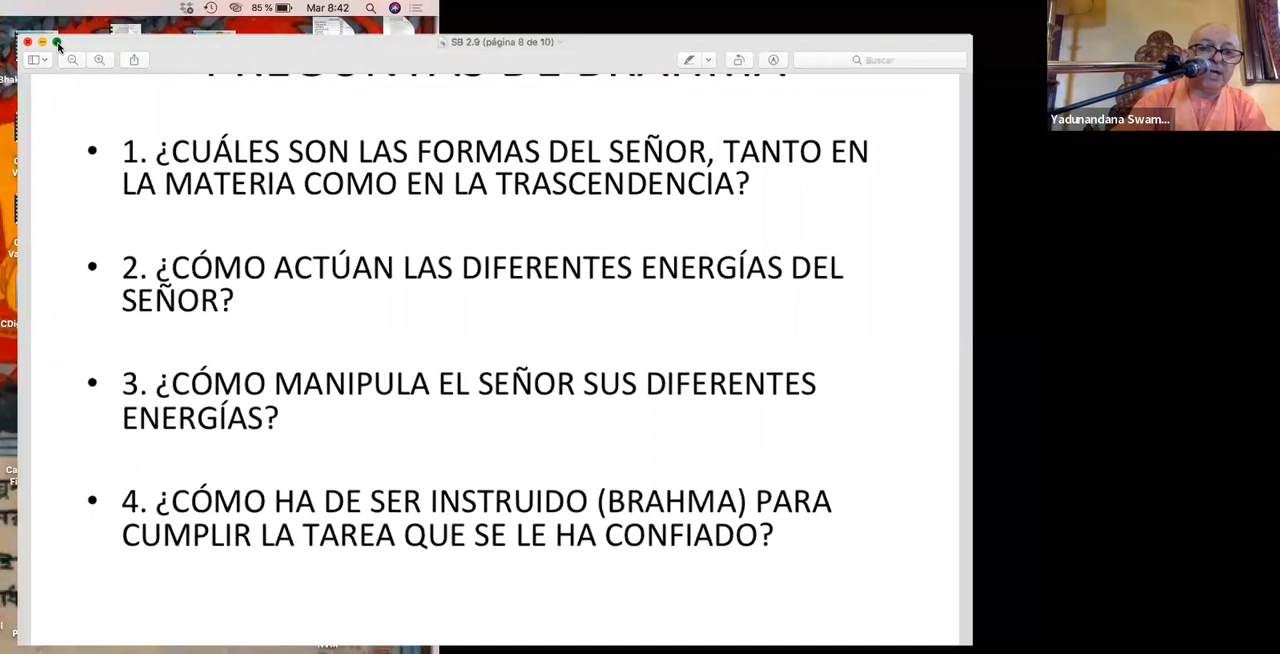 85 %
Mar 8:42
SB 2.9 (página 8 de 10)
Buscar
PREGUNTAS DE BRAHMA
• 1. ¿CUÁLES SON LAS FORMAS DEL SEÑOR, TANTO EN
LA MATERIA COMO EN LA TRASCENDENCIA?
• 2. ¿CÓMO ACTÚAN LAS DIFERENTES ENERGÍAS DEL
SEÑOR?
• 3. ¿CÓMO MANIPULA EL SEÑOR SUS DIFERENTES
ENERGÍAS?
• 4. ¿CÓMO HA DE SER INSTRUIDO (BRAHMA) PARA
CUMPLIR LA TAREA QUE SE LE HA CONFIADO?
Yadunandana Swam...